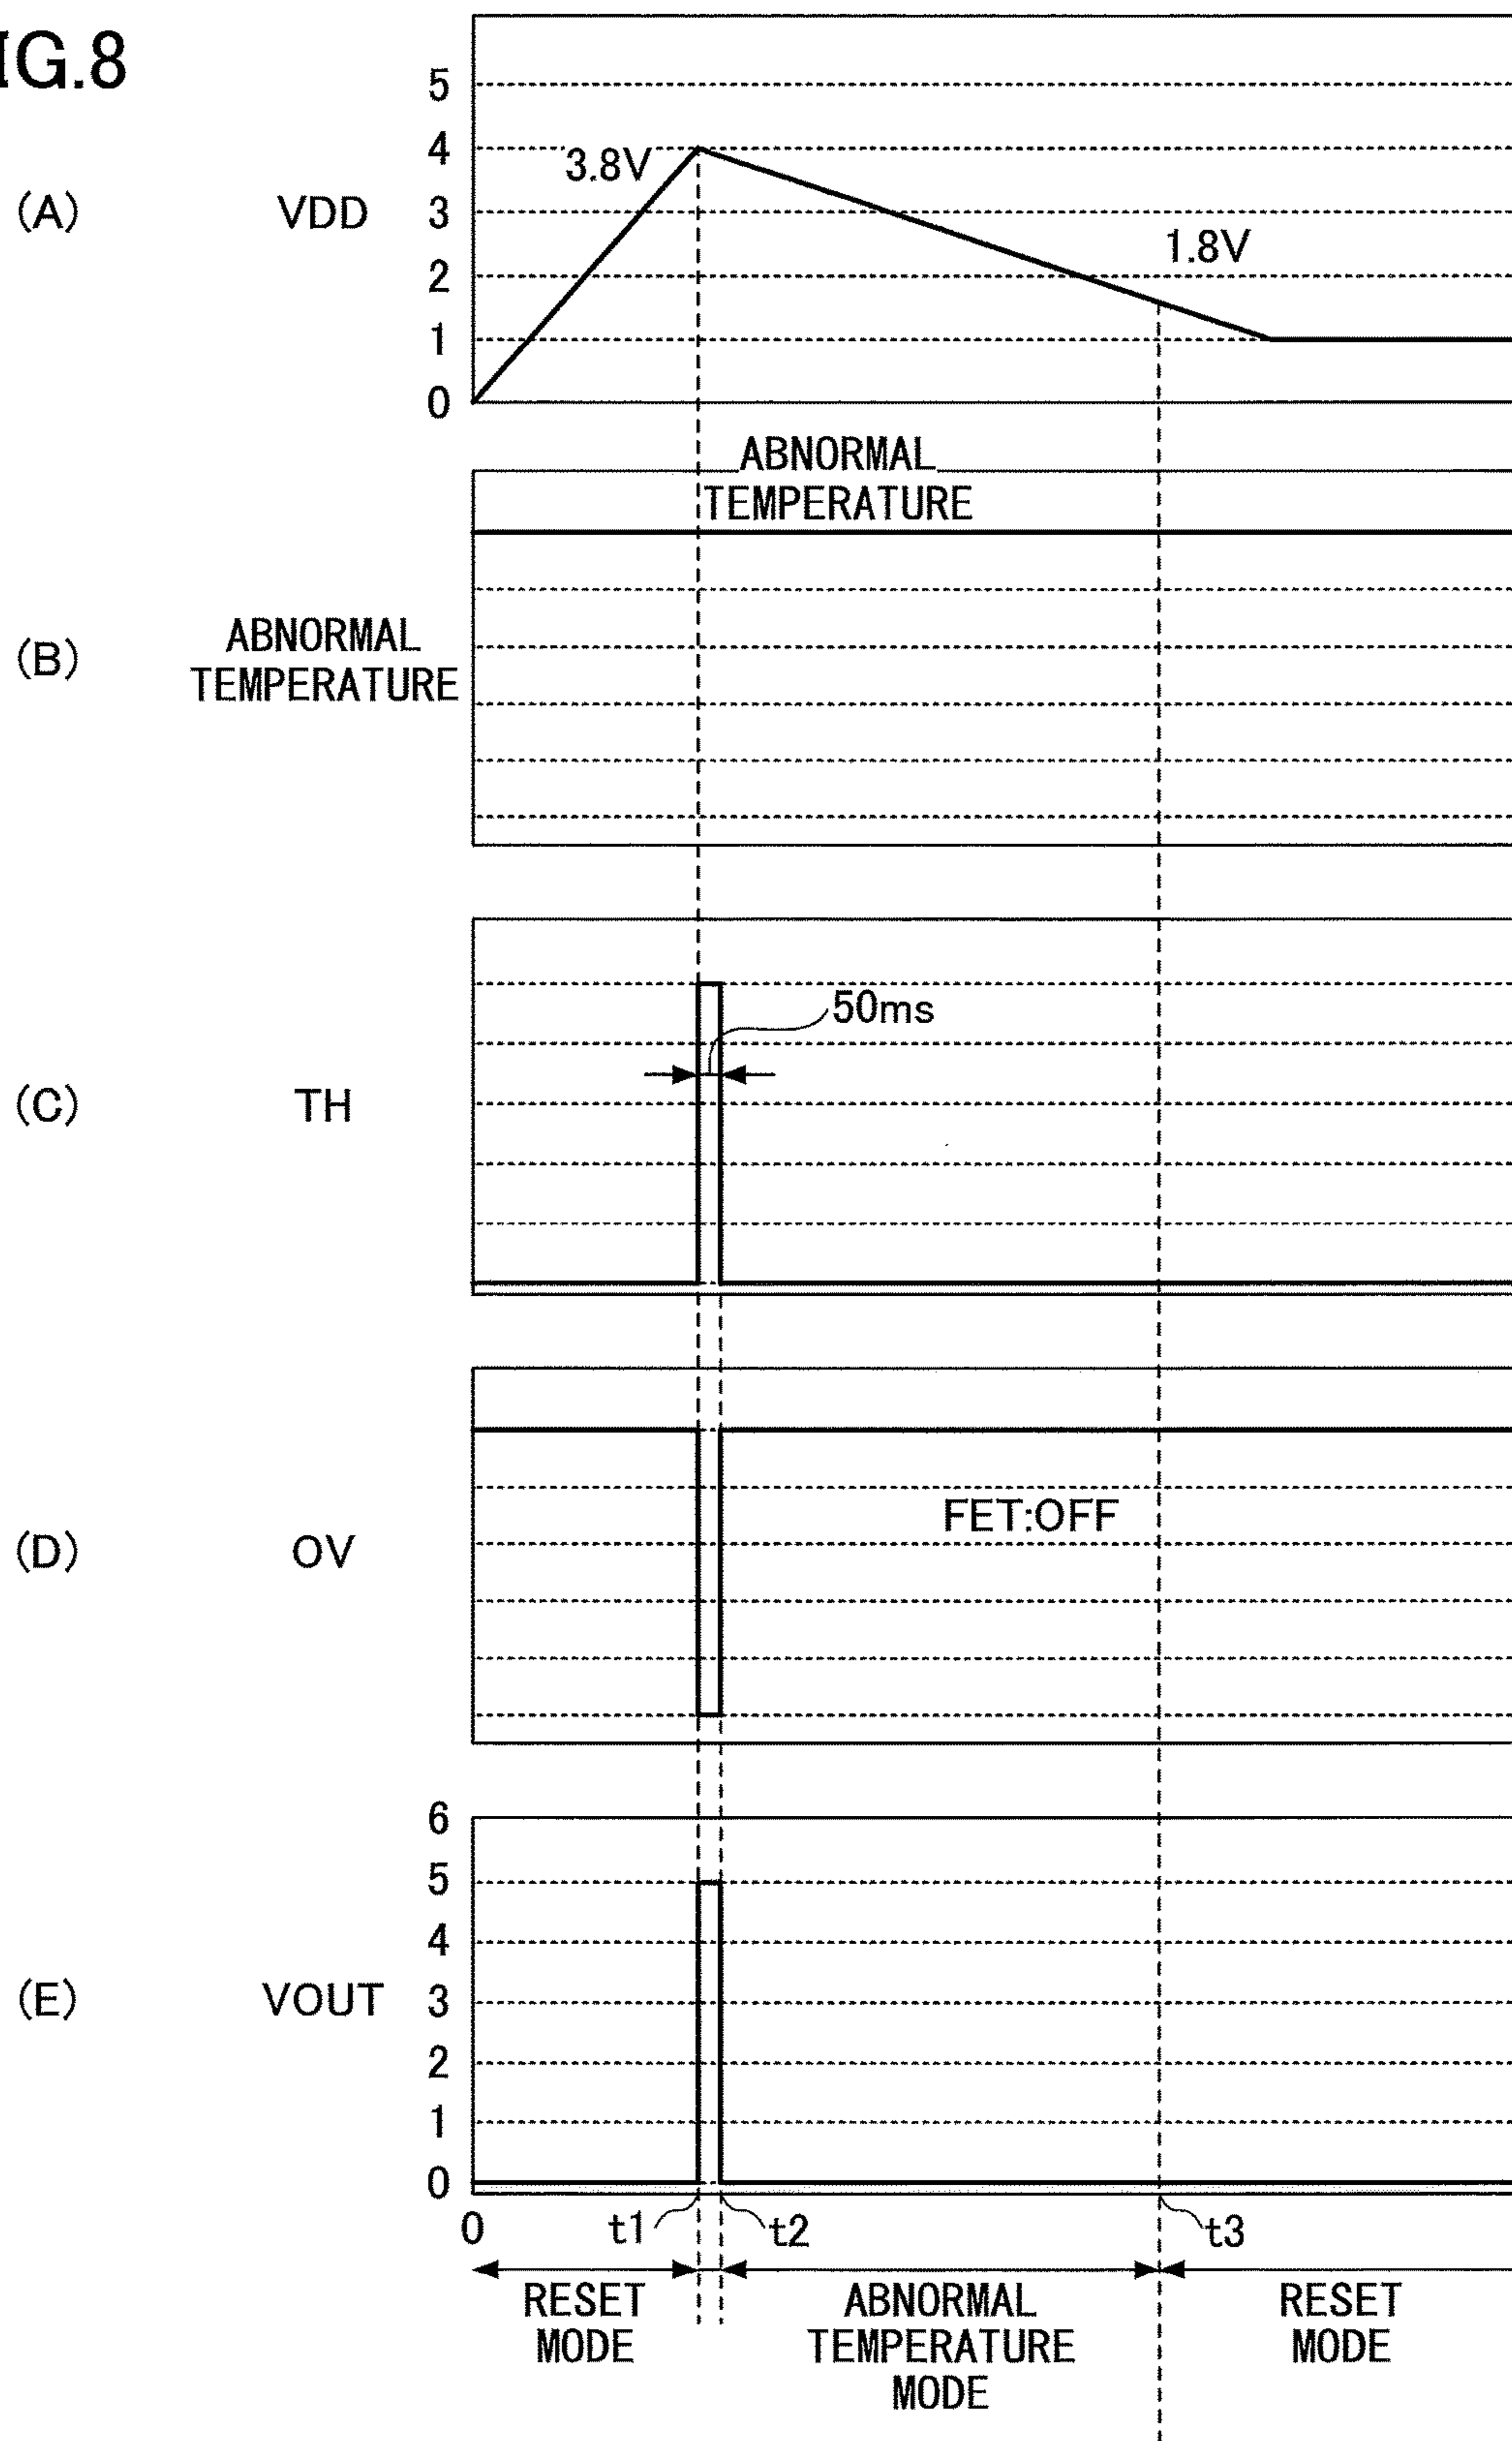 IG.8
5
4
3.8V
(A) VDD 3
1.8V
2
1
0
ABNORMAL
TEMPERATURE
(B) ABNORMAL
TEMPERATURE
50ms
(C) TH
FET:OFF
(D) OV
6
5
4
(E) VOUT 3
2
1
0
0 t1 t2 t3
RESET
MODE
ABNORMAL
TEMPERATURE
MODE
RESET
MODE